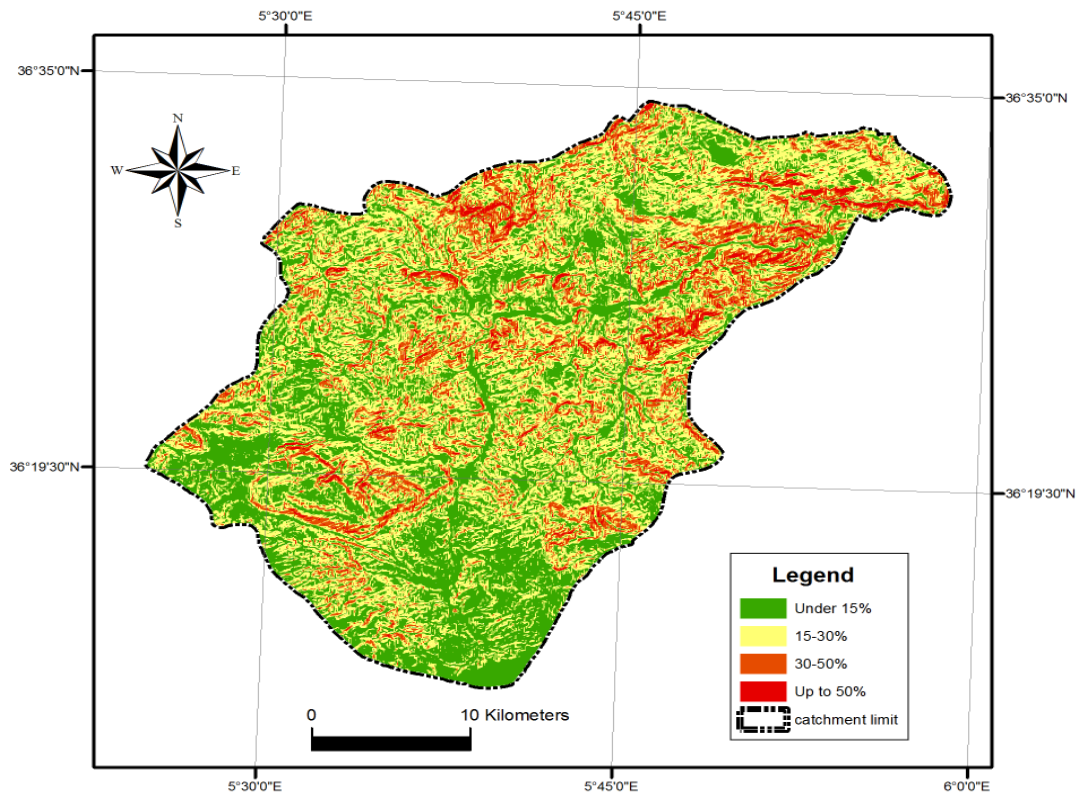 5°30'0"E 5°45'0"E
36°35'0"N 36°35'0"N
N
W E
S
36°19'30"N 36°19'30"N
Legend
Under 15%
15-30%
30-50%
Up to 50%
catchment limit
0 10 Kilometers
5°30'0"E 5°45'0"E 6°0'0"E